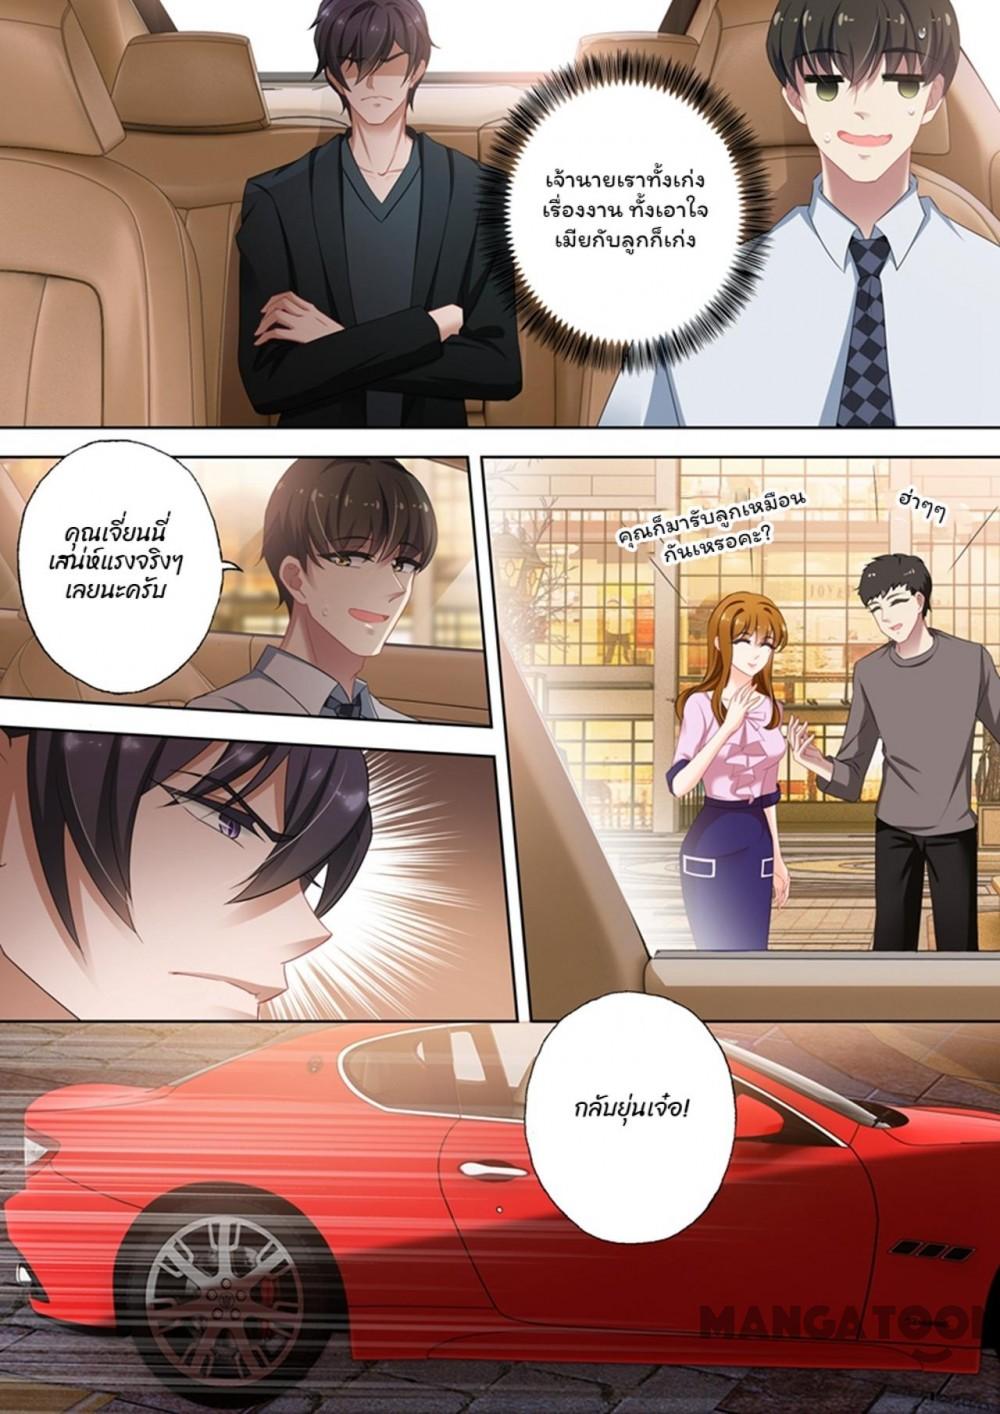 เจ้านายเราทั้งเก่ง
เรื่องงาน ทั้งเอาใจ
เมียกับลูกก็เก่ง
คุณเจี่ยนนี่
เสน่ห์แรงจริงๆ
เลยนะครับ
คุณก็มารับลูกเหมือน
กันเหรอคะ?
ฮ่าๆๆ
กลับยุ่นเจ๋อ!
MANGATOON